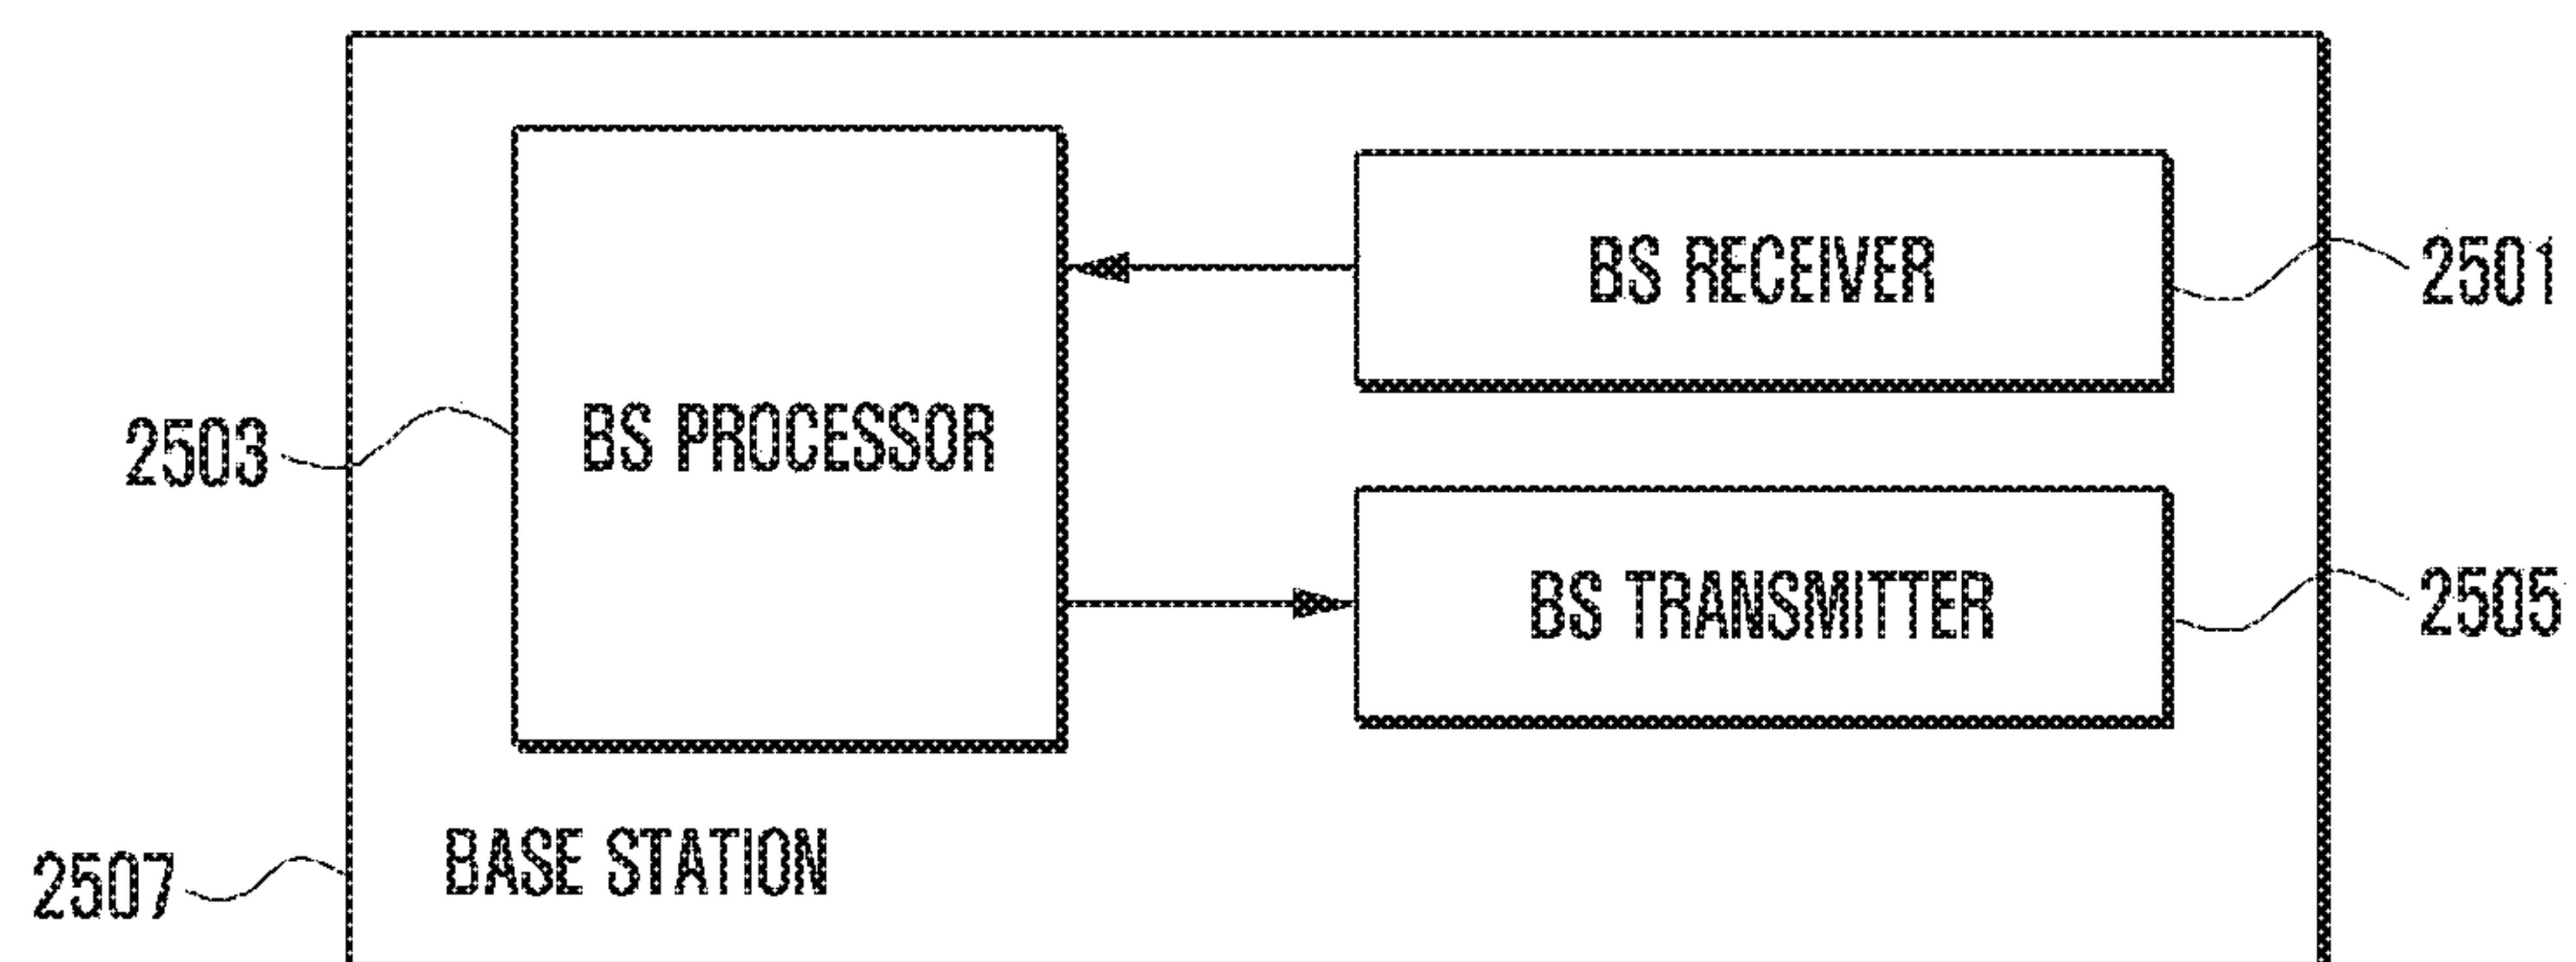 BS RECEIVER
2501
2503
BS PROCESSOR
BS TRANSMITTER
2505
BASE STATION
2507